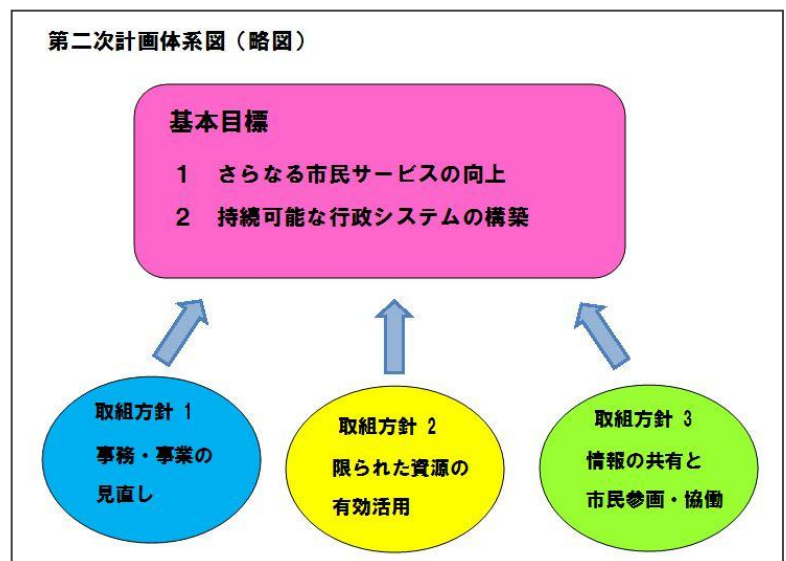 第二次計画体系図（略図）
基本目標
１　さらなる市民サービスの向上
２　持続可能な行政システムの構築
取組方針 1
事務・事業の
見直し
取組方針 2
限られた資源の
有効活用
取組方針 3
情報の共有と
市民参画・協働